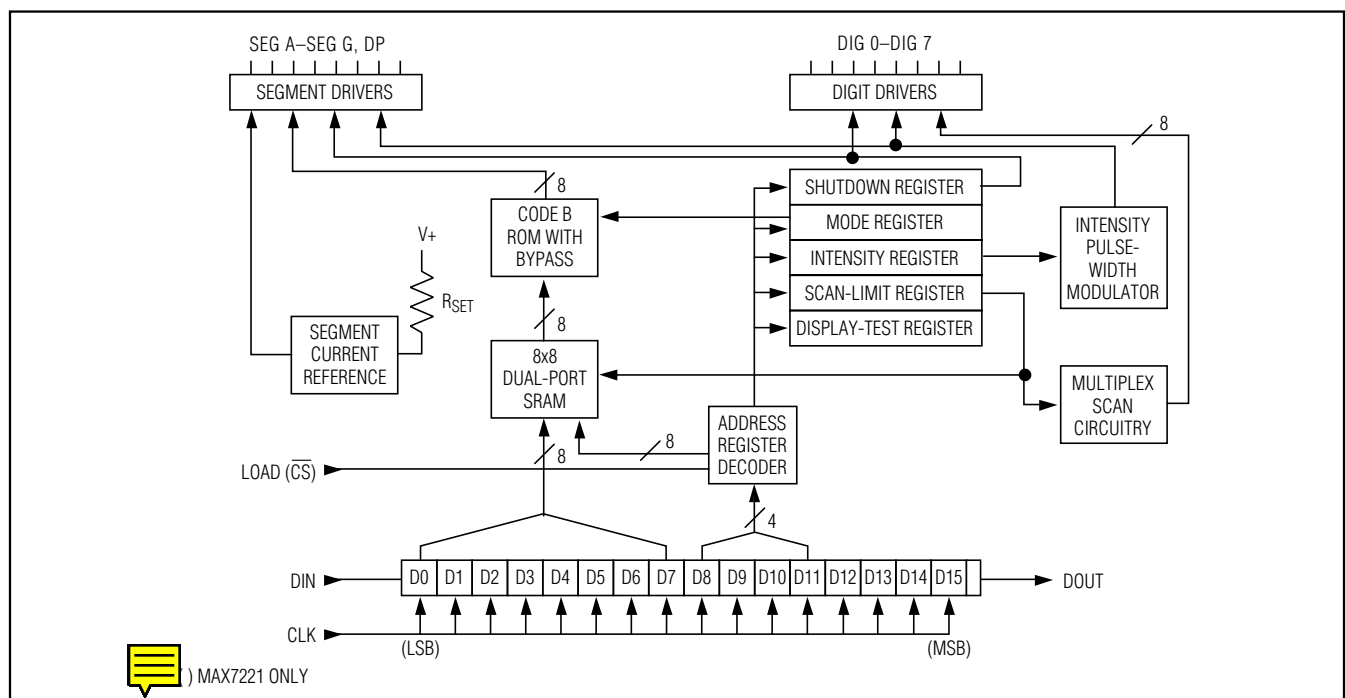 SEG A–SEG G, DP
DIG 0–DIG 7
SEGMENT DRIVERS
DIGIT DRIVERS
8
8
SHUTDOWN REGISTER
MODE REGISTER
INTENSITY REGISTER
SCAN-LIMIT REGISTER
DISPLAY-TEST REGISTER
CODE B
ROM WITH
BYPASS
INTENSITY
PULSE-
WIDTH
MODULATOR
V+
RSET
8
SEGMENT
CURRENT
REFERENCE
8x8
DUAL-PORT
SRAM
MULTIPLEX
SCAN
CIRCUITRY
ADDRESS
REGISTER
DECODER
8
8
LOAD (C̅S̅)
4
DIN
D0 D1 D2 D3 D4 D5 D6 D7 D8 D9 D10 D11 D12 D13 D14 D15
DOUT
CLK
(LSB)
(MSB)
) MAX7221 ONLY